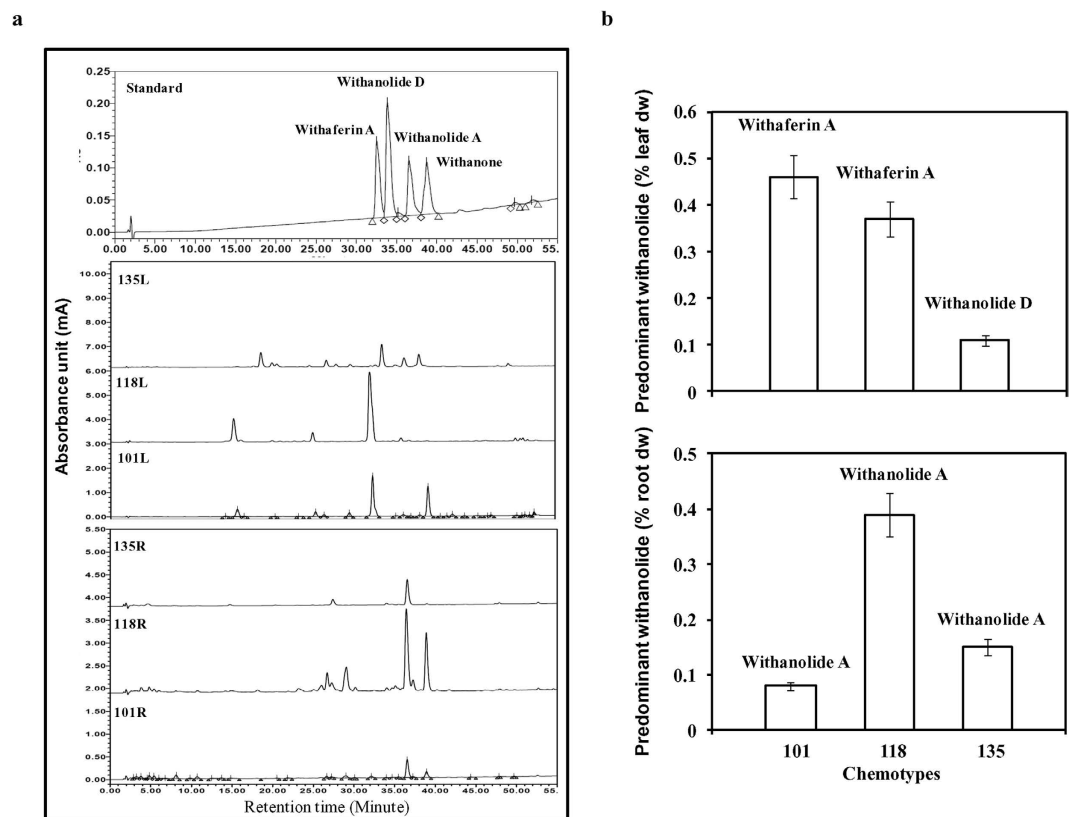 a
b
Standard
Withanolide D
Withaferin A
Withanolide A
Withanone
0.25
0.20
0.15
0.10
0.05
0.00
0.00 5.00 10.00 15.00 20.00 25.00 30.00 35.00 40.00 45.00 50.00 55.
Absorbance unit (mA)
135L
10.00
8.00
7.00
6.00
118L
5.00
4.00
3.00
101L
2.00
1.00
0.00
5.50
135R
5.00
4.50
4.00
118R
3.50
3.00
2.50
2.00
101R
1.50
1.00
0.50
0.00
0.00 5.00 10.00 15.00 20.00 25.00 30.00 35.00 40.00 45.00 50.00 55.
Retention time (Minute)
Predominant withanolide (% leaf dw)
0.6
0.5
0.4
0.3
0.2
0.1
0
Withaferin A
Withaferin A
Withanolide D
Predominant withanolide (% root dw)
0.5
0.4
0.3
0.2
0.1
0
Withanolide A
Withanolide A
Withanolide A
101 118 135
Chemotypes